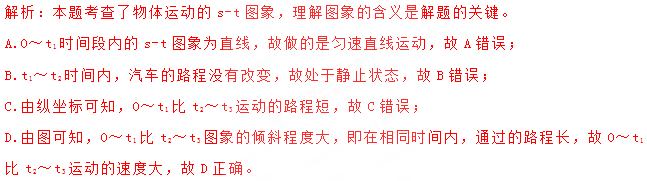 解析：本题考查了物体运动的 s-t 图象，理解图象的含义是解题的关键。
A.0～t₁时间段内的 s-t 图象为直线，故做的是匀速直线运动，故 A 错误；
B.t₁～t₂时间内，汽车的路程没有改变，故处于静止状态，故 B 错误；
C.由纵坐标可知，0～t₁比 t₂～t₃运动的路程短，故 C 错误；
D.由图可知，0～t₁比 t₂～t₃图象的倾斜程度大，即在相同时间内，通过的路程长，故 0～t₁
比 t₂～t₃运动的速度大，故 D 正确。